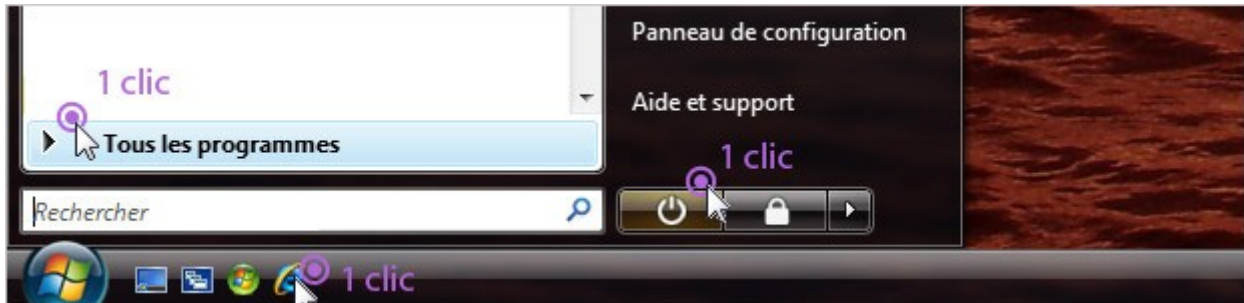 Panneau de configuration
1 clic
Aide et support
Tous les programmes
1 clic
Rechercher
1 clic